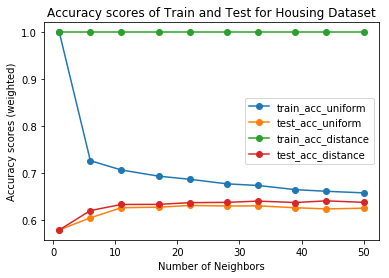 Accuracy scores of Train and Test for Housing Dataset
1.0
0.9
0.8
0.7
0.6
Accuracy scores (weighted)
train_acc_uniform
test_acc_uniform
train_acc_distance
test_acc_distance
0 10 20 30 40 50
Number of Neighbors